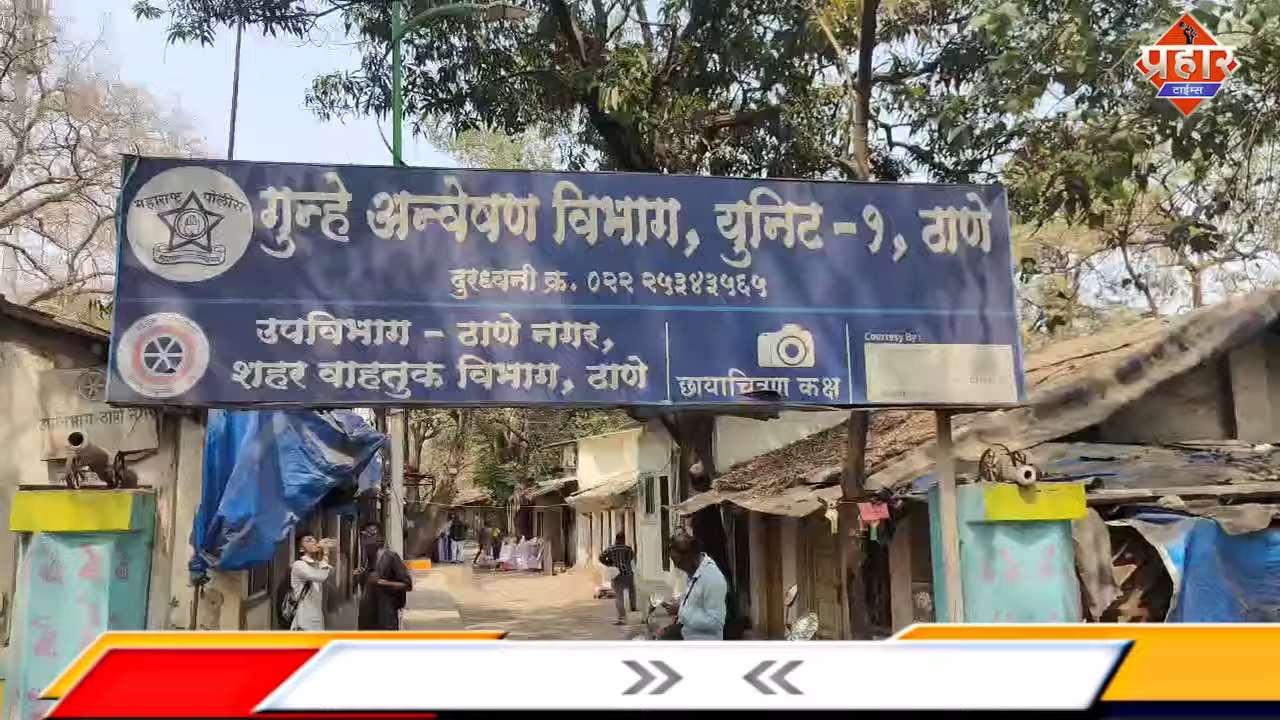 प्रहार
टाईम्स
महाराष्ट्र पोलीस
गुन्हे अन्वेषण विभाग, युनिट - १, ठाणे
दुरध्वनी क्र. ०२२ २५३४३५६५
उपविभाग - ठाणे नगर,
शहर वाहतुक विभाग, ठाणे
छायाचित्रण कक्ष
Courtesy By :